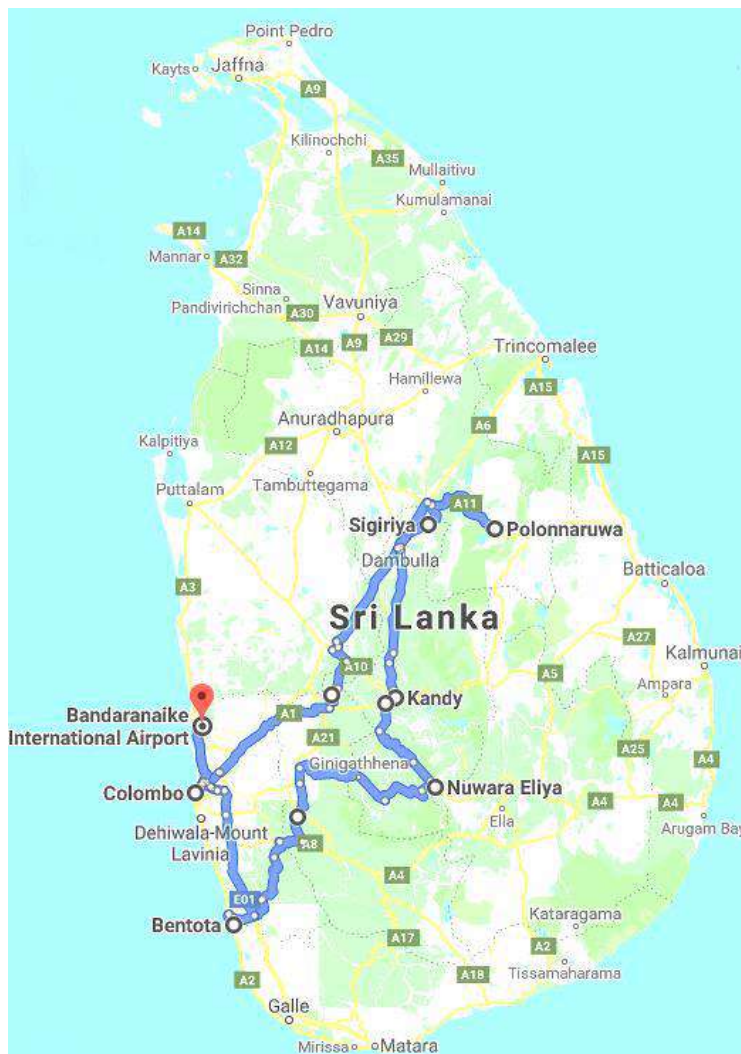 Point Pedro
Kayts
Jaffna
A9
Kilinochchi
A35
Mullaitivu
Kumulamanai
A14
Mannar
A32
Sinna
Pandivirichchan
A30
Vavuniya
A14
A9
A29
Trincomalee
Hamillewa
A15
Anuradhapura
A6
Kalpitiya
A12
A15
Tambuttegama
Puttalam
A11
Sigiriya
Polonnaruwa
Dambulla
Batticaloa
A3
Sri Lanka
A27
Kalmunai
A10
A5
Ampara
Kandy
A1
Bandaranaike
International Airport
A21
A25
Ginigathhena
Nuwara Eliya
Colombo
A4
A4
Ella
Arugam Bay
Dehiwala-Mount
Lavinia
A8
A4
E01
Bentota
Kataragama
A17
A2
Tissamaharama
A2
A18
Galle
Mirissa
Matara